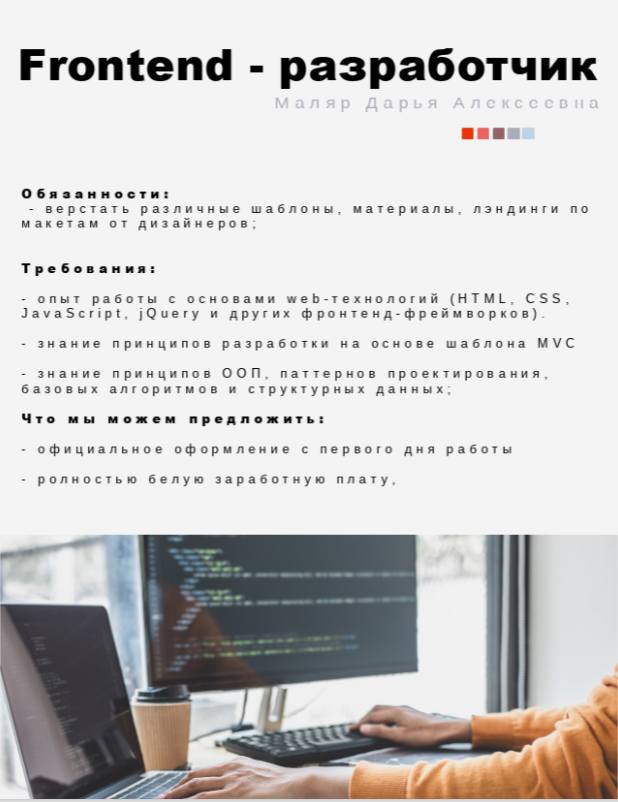 Frontend - разработчик
Маляр Дарья Алексеевна
Обязанности:
- верстать различные шаблоны, материалы, лэндинги по
макетам от дизайнеров;
Требования:
- опыт работы с основами web-технологий (HTML, CSS,
JavaScript, jQuery и других фронтенд-фреймворков).
- знание принципов разработки на основе шаблона MVC
- знание принципов ООП, паттернов проектирования,
базовых алгоритмов и структурных данных;
Что мы можем предложить:
- официальное оформление с первого дня работы
- ролностью белую заработную плату,